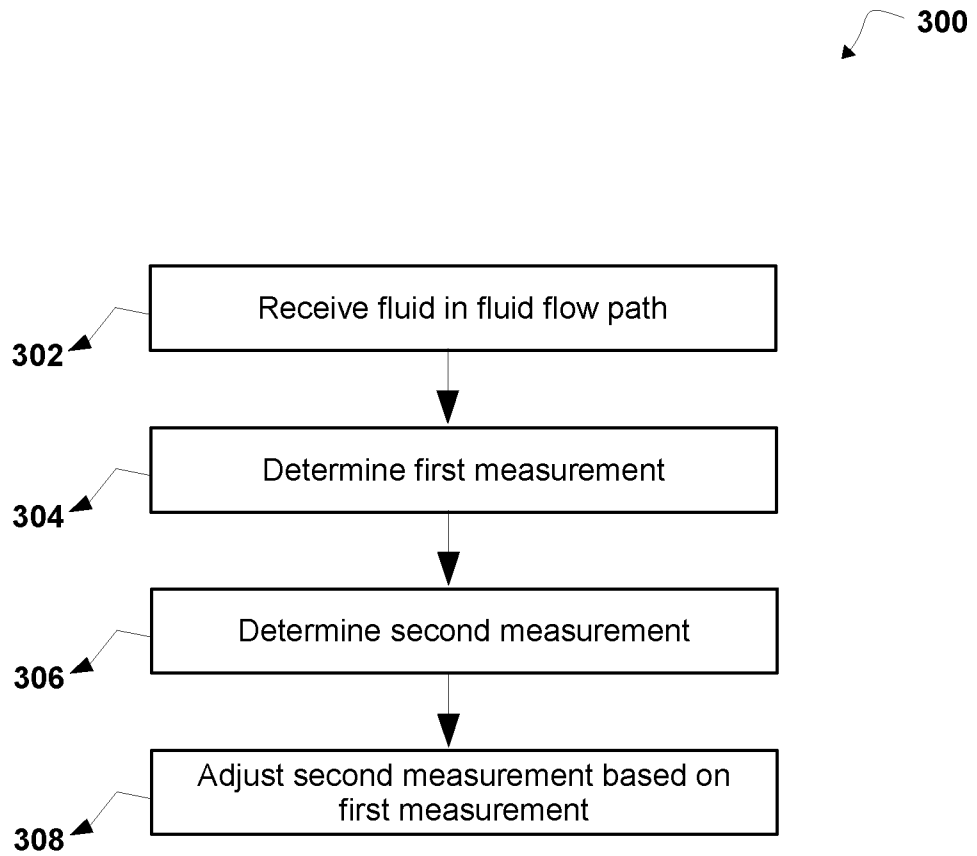 300
Receive fluid in fluid flow path
302
Determine first measurement
304
Determine second measurement
306
Adjust second measurement based on
first measurement
308